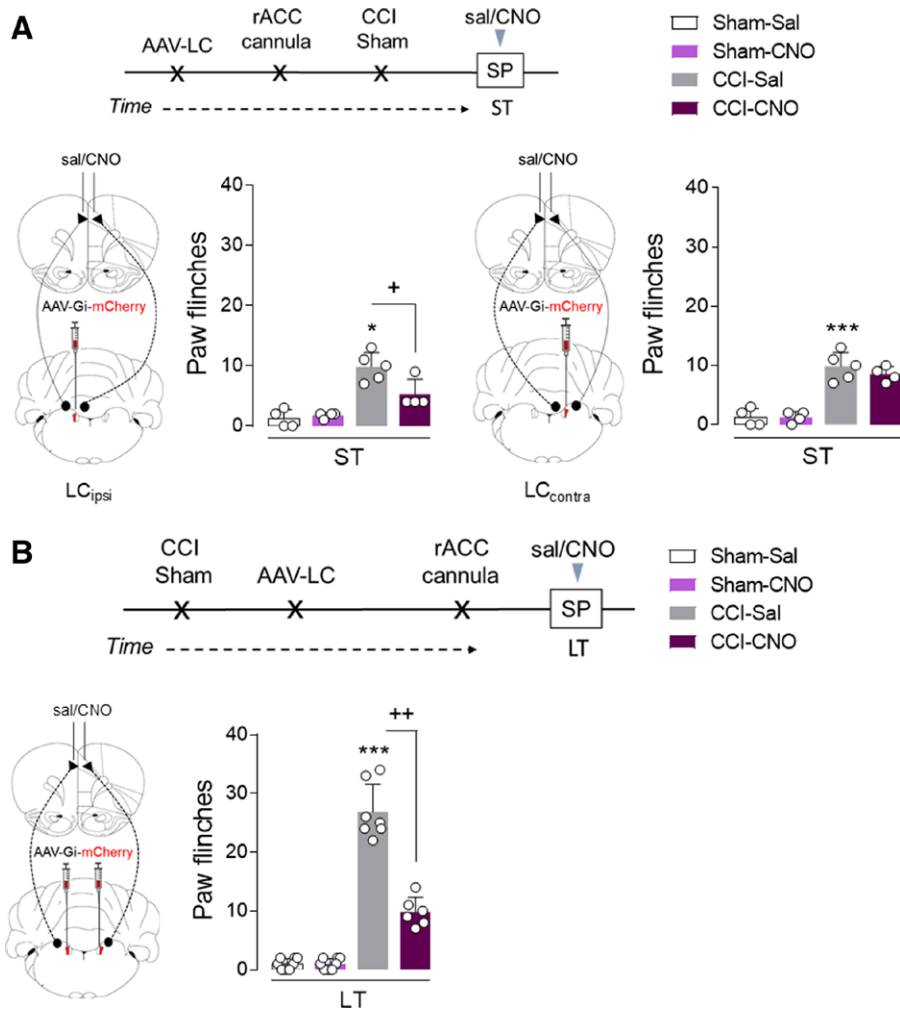 A
AAV-LC
rACC
cannula
CCI
Sham
sal/CNO
SP
Time
ST
Sham-Sal
Sham-CNO
CCI-Sal
CCI-CNO
sal/CNO
AAV-Gi-mCherry
LCipsi
Paw flinches
40
30
20
10
0
*
+
ST
sal/CNO
AAV-Gi-mCherry
LCcontra
Paw flinches
40
30
20
10
0
***
ST
B
CCI
Sham
AAV-LC
rACC
cannula
sal/CNO
SP
Time
LT
Sham-Sal
Sham-CNO
CCI-Sal
CCI-CNO
sal/CNO
AAV-Gi-mCherry
Paw flinches
40
30
20
10
0
***
++
LT